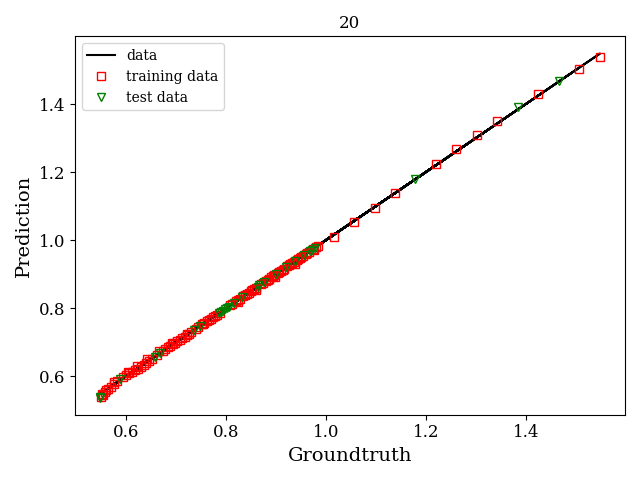 20
data
training data
test data
Prediction
1.4
1.2
1.0
0.8
0.6
0.6 0.8 1.0 1.2 1.4
Groundtruth